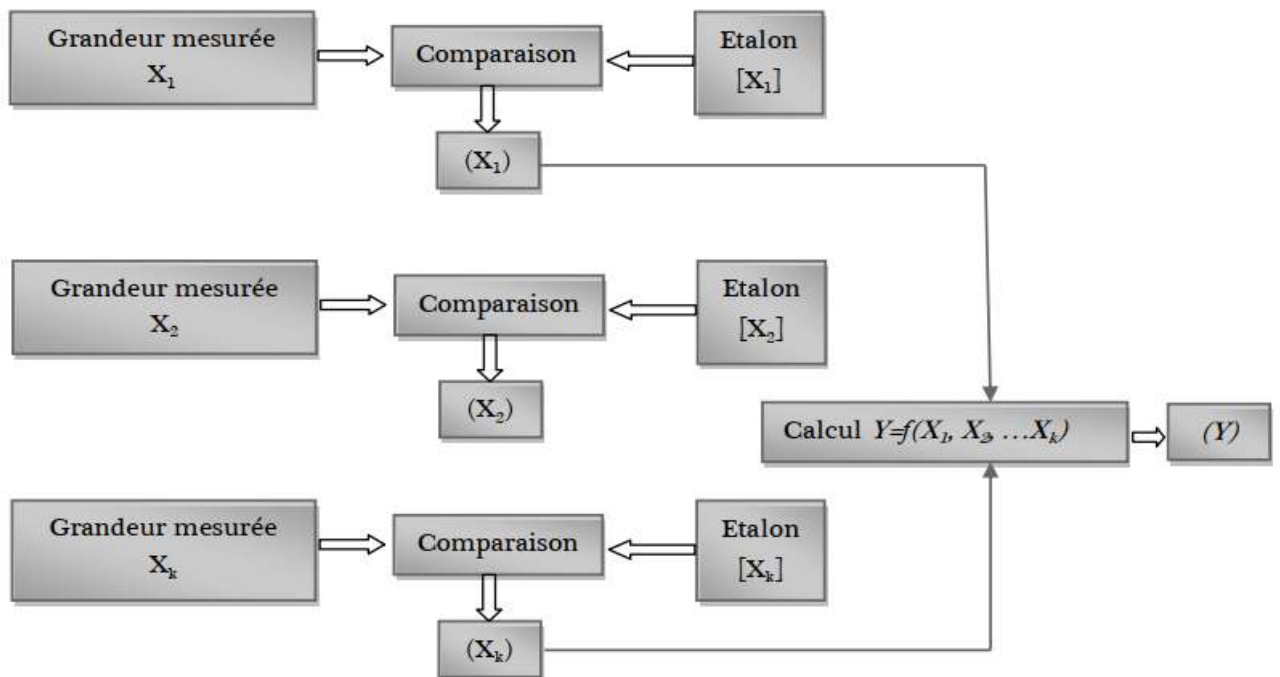 Grandeur mesurée
X₁
Comparaison
Etalon
[X₁]
(X₁)
Grandeur mesurée
X₂
Comparaison
Etalon
[X₂]
(X₂)
Calcul Y=f(X₁, X₂, …Xₖ)
(Y)
Grandeur mesurée
Xₖ
Comparaison
Etalon
[Xₖ]
(Xₖ)